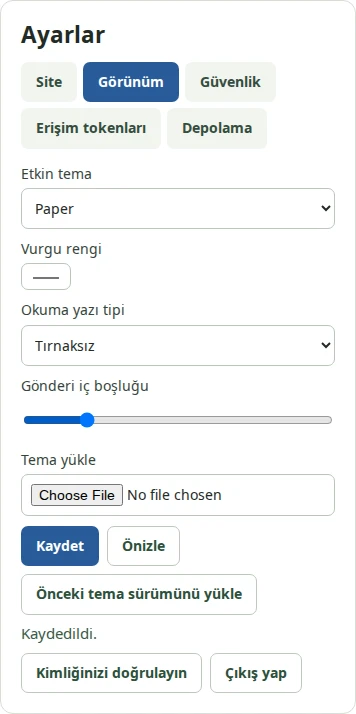 Ayarlar
Site Görünüm Güvenlik
Erişim tokenları Depolama
Etkin tema
Paper
Vurgu rengi
Okuma yazı tipi
Tırnaksız
Gönderi iç boşluğu
Tema yükle
Choose File No file chosen
Kaydet Önizle
Önceki tema sürümünü yükle
Kaydedildi.
Kimliğinizi doğrulayın Çıkış yap